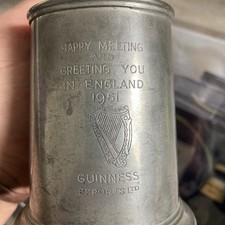 HAPPY MEETING
AND
GREETING YOU
IN ENGLAND
1951
GUINNESS
EXPORTS LTD